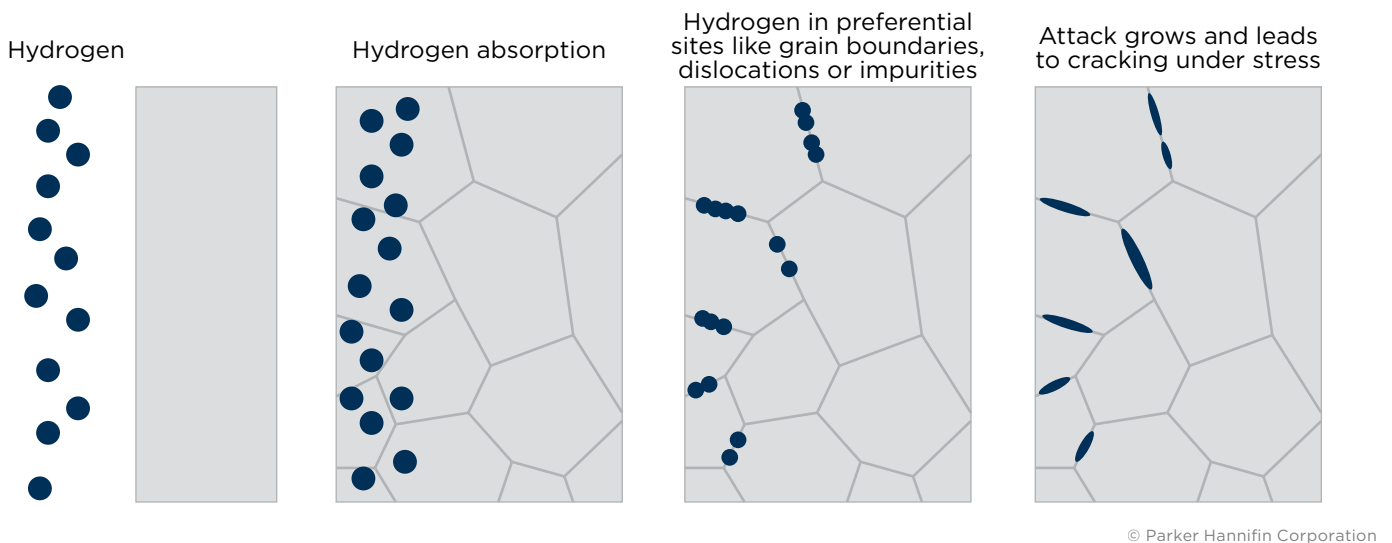 Hydrogen
Hydrogen absorption
Hydrogen in preferential
sites like grain boundaries,
dislocations or impurities
Attack grows and leads
to cracking under stress
© Parker Hannifin Corporation